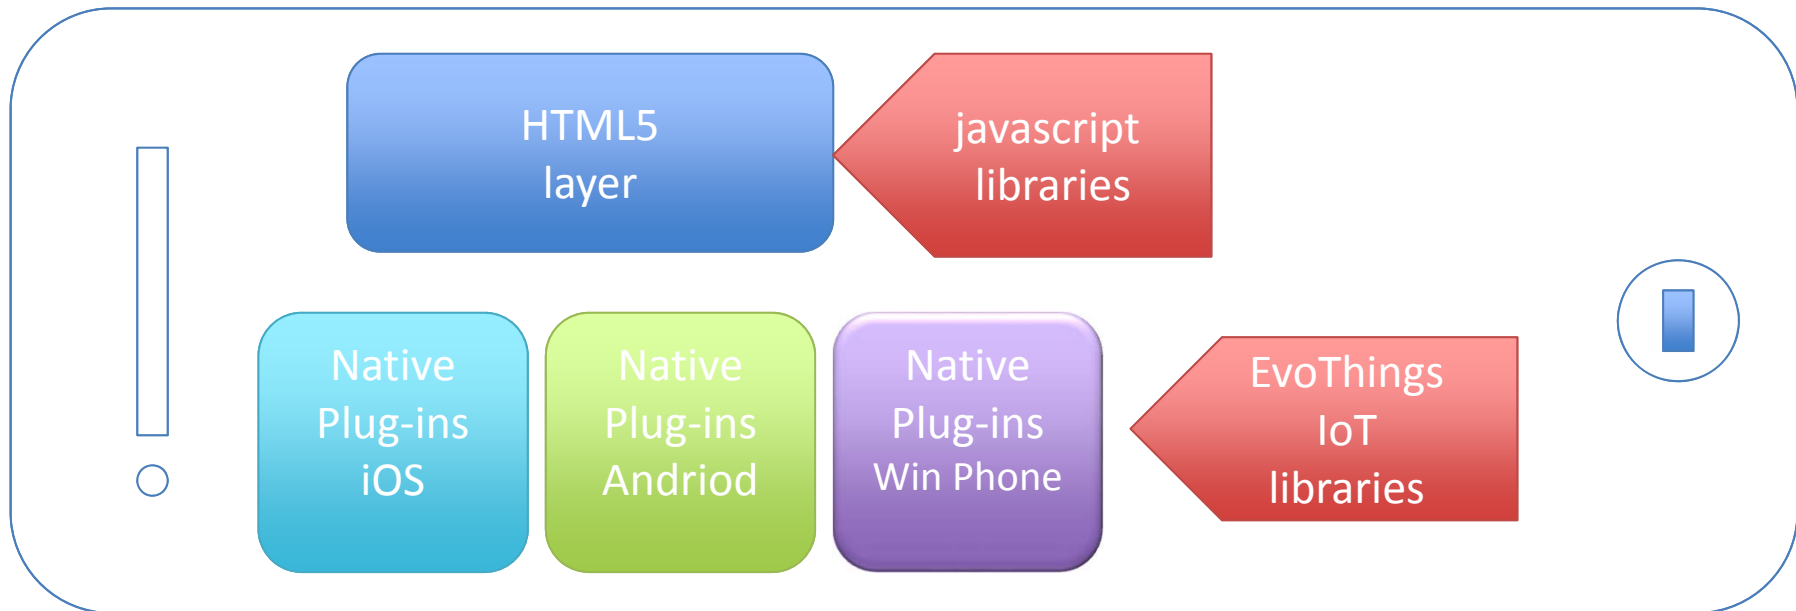 HTML5
layer
javascript
libraries
Native
Plug-ins
iOS
Native
Plug-ins
Andriod
Native
Plug-ins
Win Phone
EvoThings
IoT
libraries